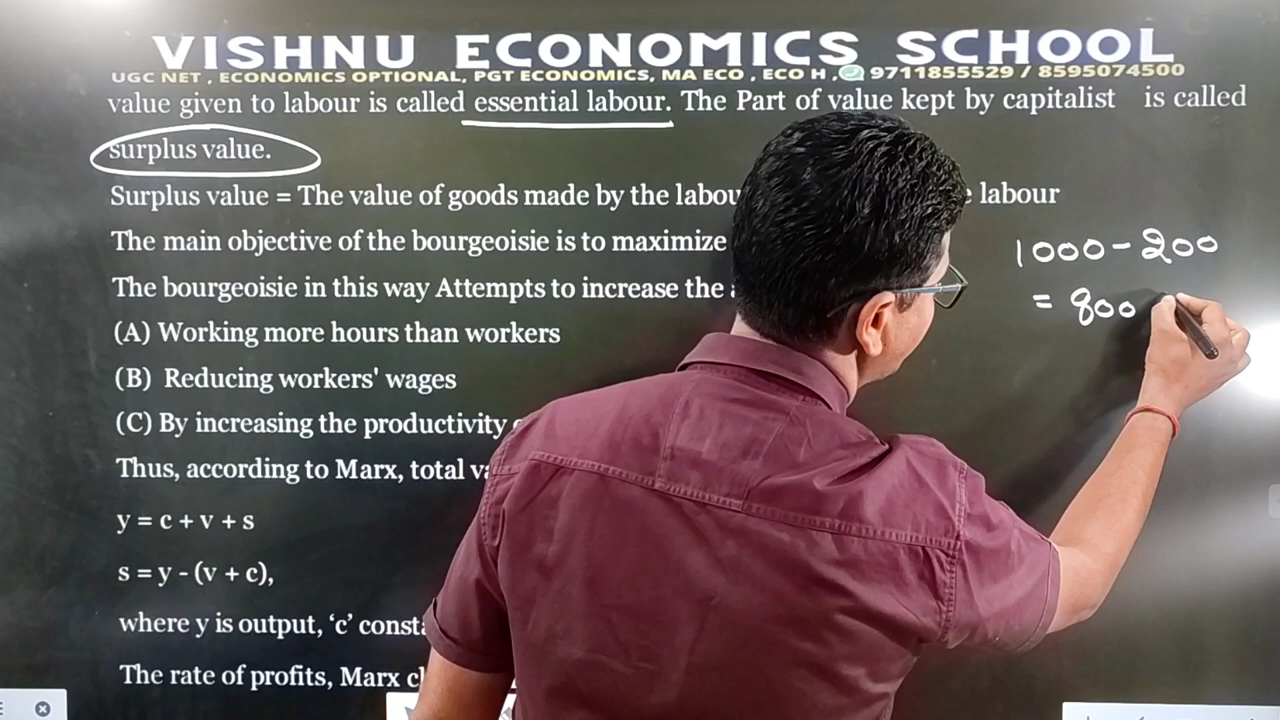 VISHNU ECONOMICS SCHOOL
UGC NET , ECONOMICS OPTIONAL, PGT ECONOMICS, MA ECO , ECO H , 9711855529 / 8595074500
value given to labour is called essential labour. The Part of value kept by capitalist is called
surplus value.
Surplus value = The value of goods made by the labour
The main objective of the bourgeoisie is to maximize
1000-200
The bourgeoisie in this way Attempts to increase the
= 800
(A) Working more hours than workers
(B) Reducing workers' wages
(C) By increasing the productivity
Thus, according to Marx, total
y = c + v + s
s = y - (v + c),
where y is output, ‘c’
The rate of profits, Marx